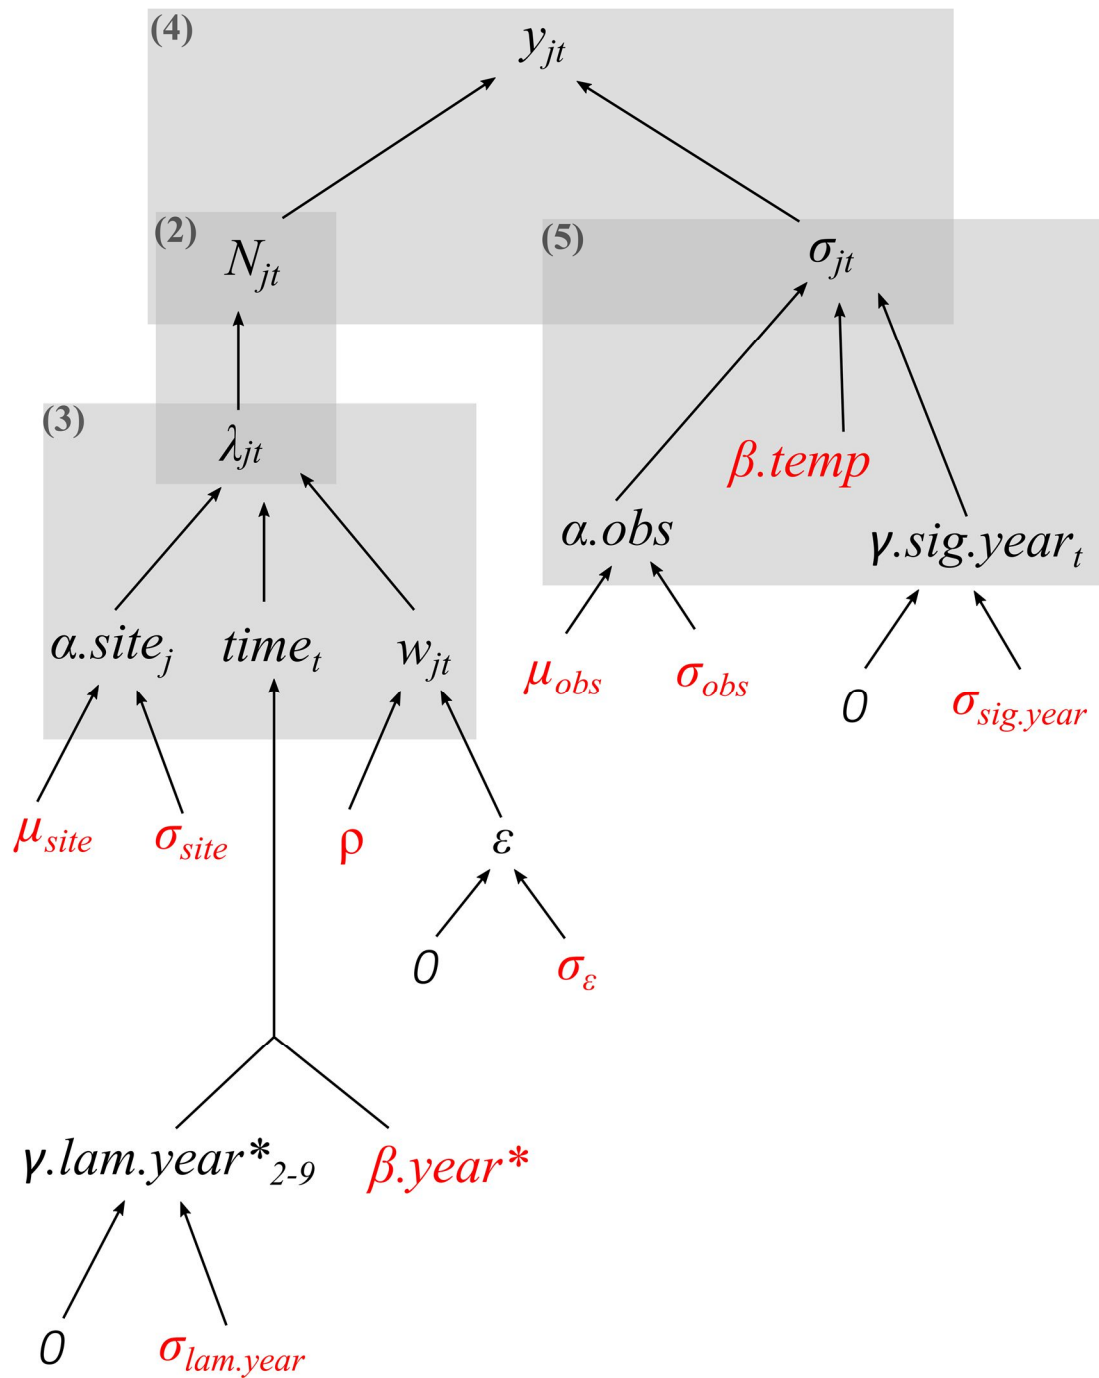 (4) y_jt
(2) N_jt (5) σ_jt
(3) λ_jt β.temp
α.obs γ.sig.year_t
α.site_j time_t w_jt μ_obs σ_obs 0 σ_sig.year
μ_site σ_site ρ ε
0 σ_ε
γ.lam.year*_2-9 β.year*
0 σ_lam.year